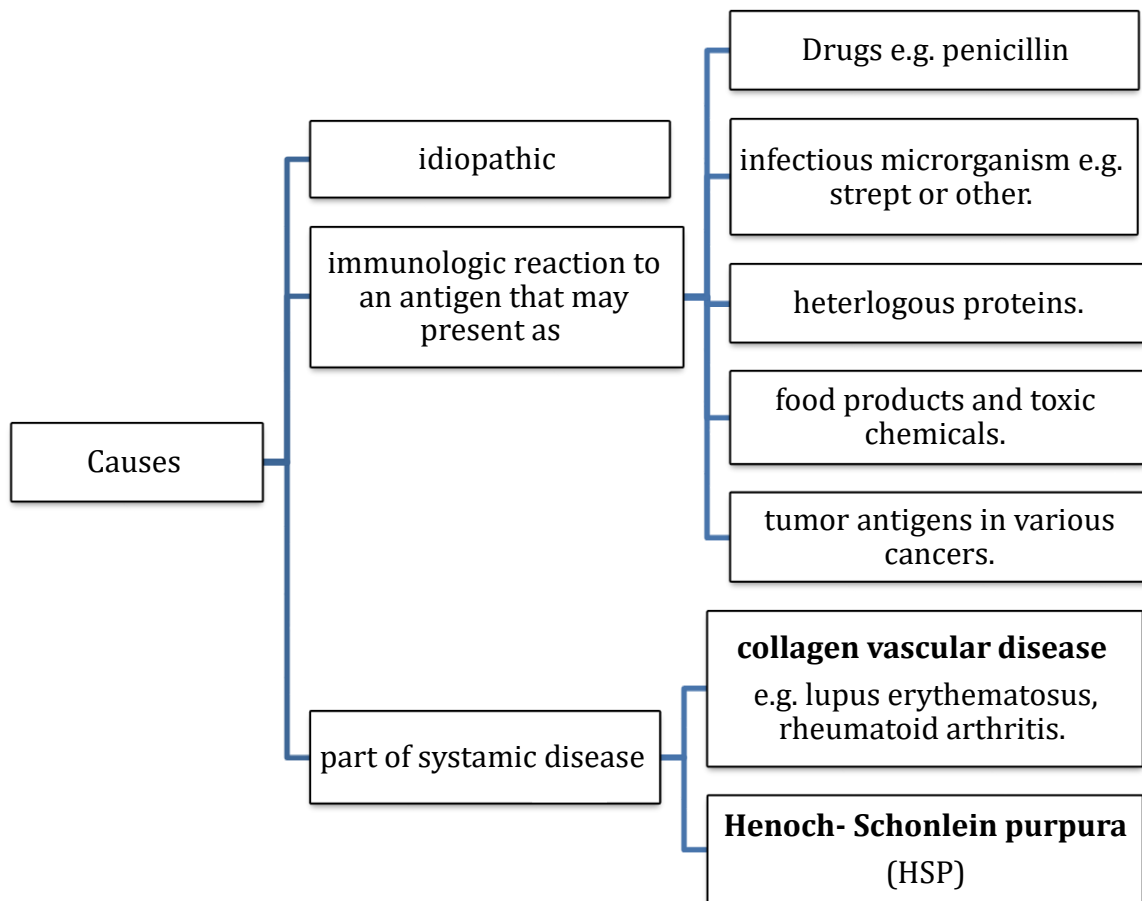 Causes
idiopathic
immunologic reaction to
an antigen that may
present as
Drugs e.g. penicillin
infectious microrganism e.g.
strept or other.
heterlogous proteins.
food products and toxic
chemicals.
tumor antigens in various
cancers.
part of systamic disease
collagen vascular disease
e.g. lupus erythematosus,
rheumatoid arthritis.
Henoch- Schonlein purpura
(HSP)